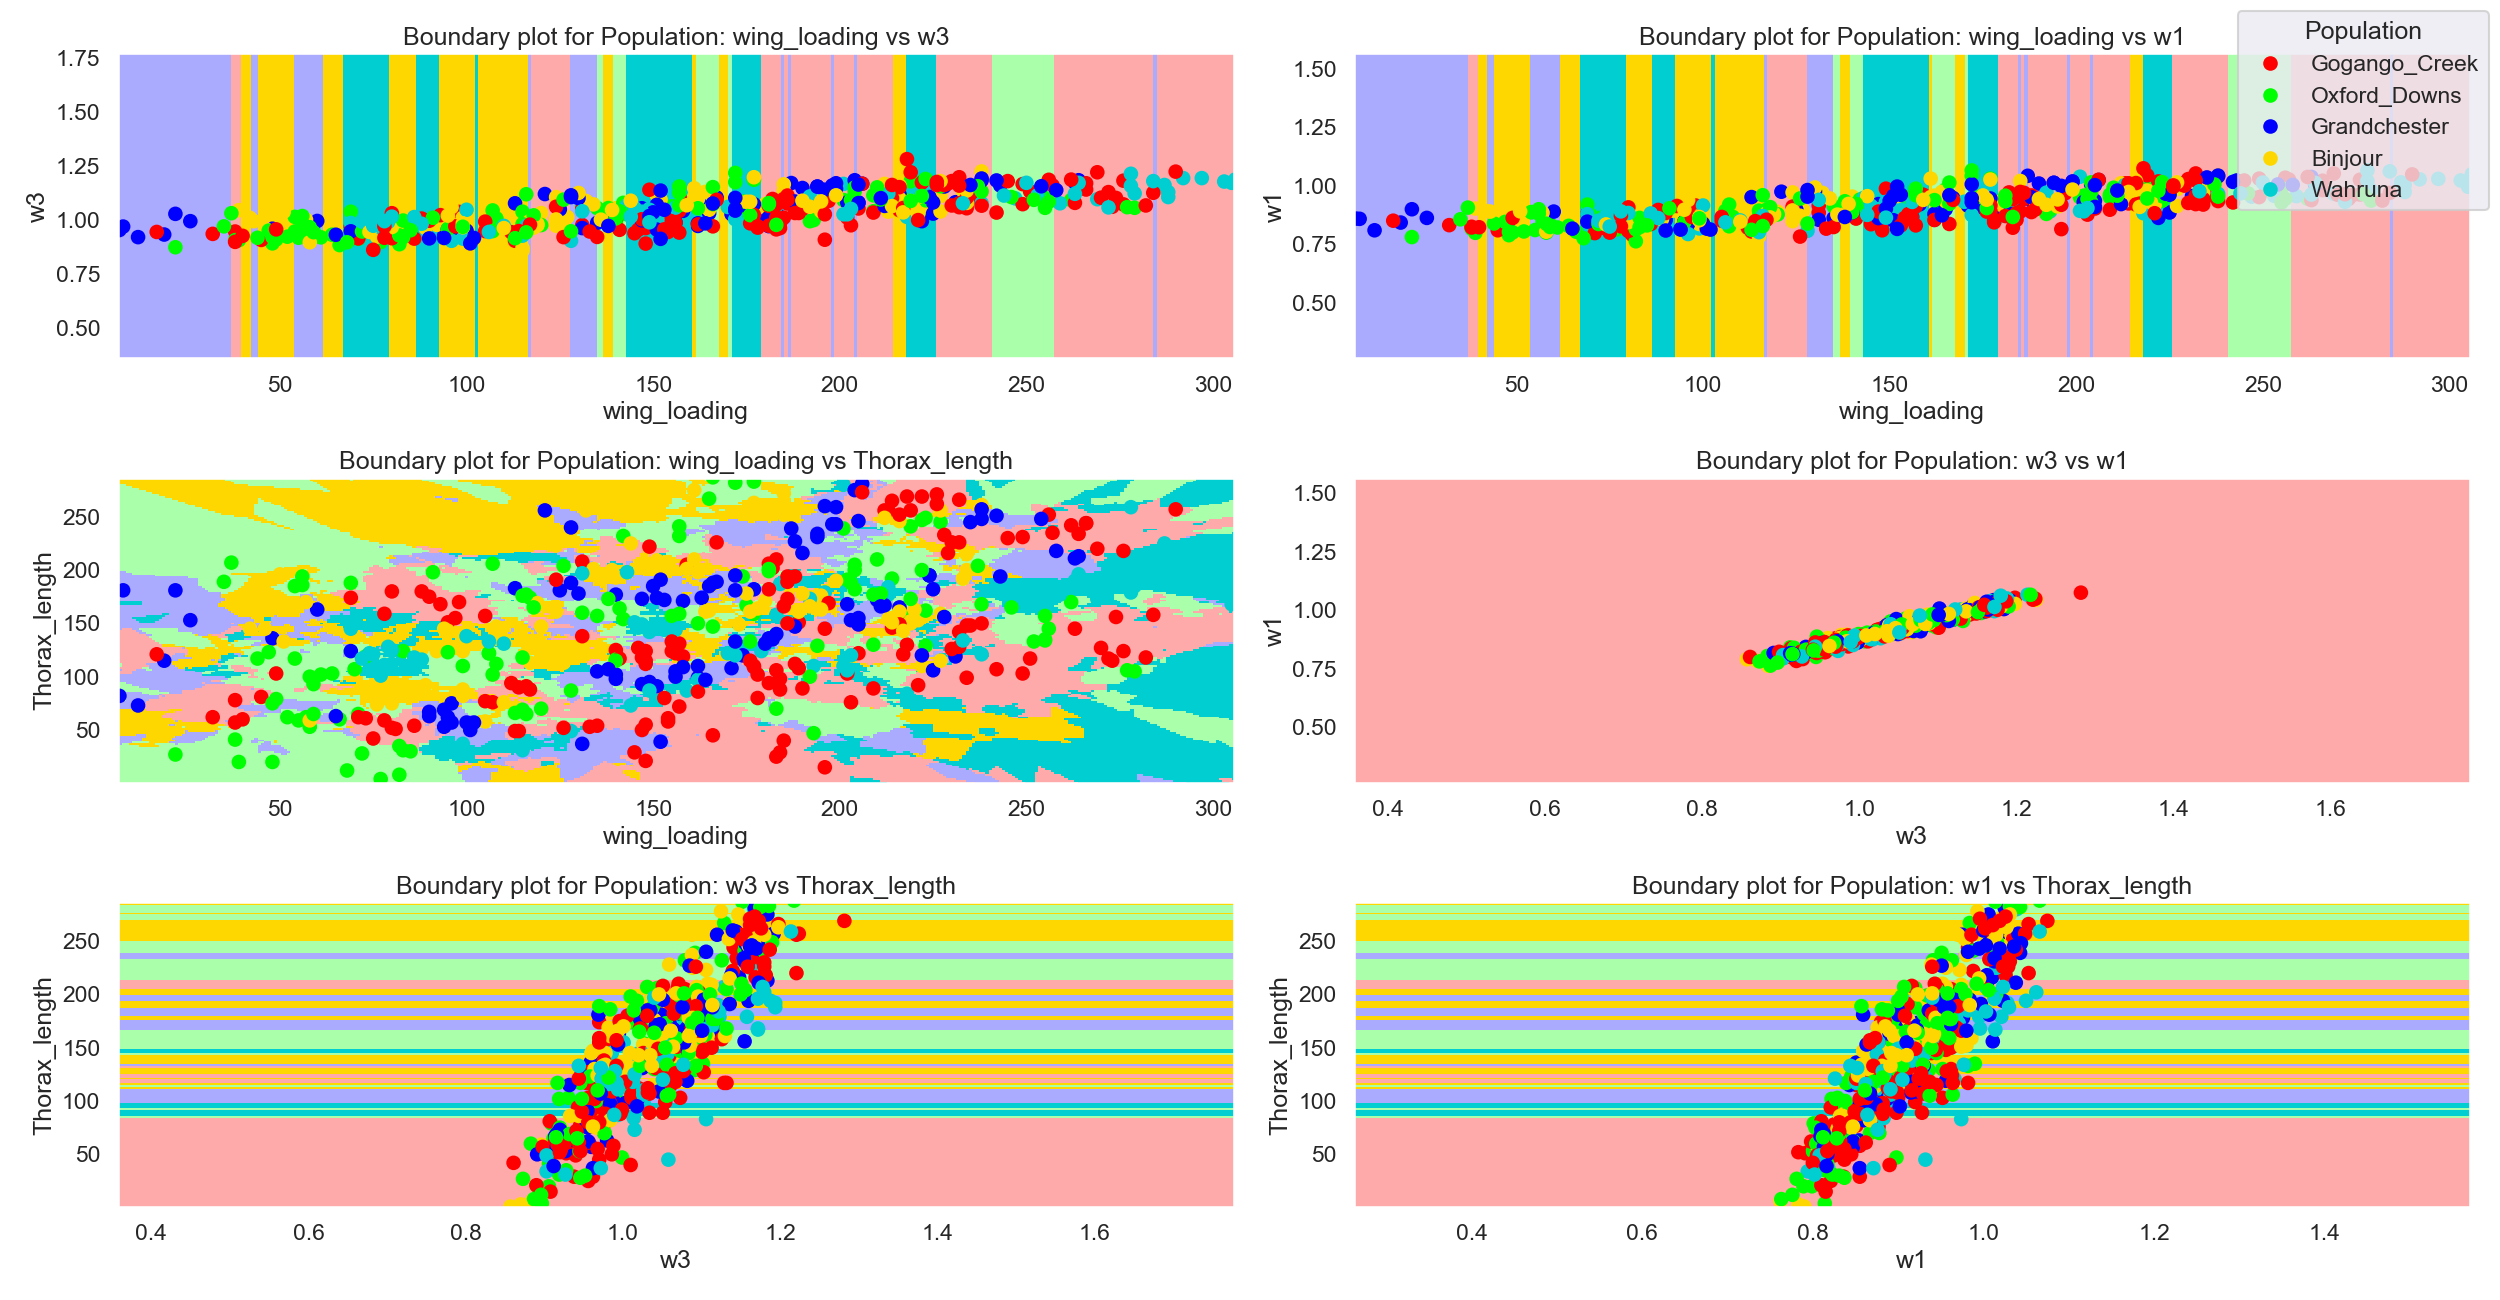 Boundary plot for Population: wing_loading vs w3
1.75
1.50
1.25
1.00
0.75
0.50
w3
50 100 150 200 250 300
wing_loading
Boundary plot for Population: wing_loading vs w1
1.50
1.25
1.00
0.75
0.50
w1
50 100 150 200 250 300
wing_loading
Population
Gogango_Creek
Oxford_Downs
Grandchester
Binjour
Wahruna
Boundary plot for Population: wing_loading vs Thorax_length
250
200
150
100
50
Thorax_length
50 100 150 200 250 300
wing_loading
Boundary plot for Population: w3 vs w1
1.50
1.25
1.00
0.75
0.50
w1
0.4 0.6 0.8 1.0 1.2 1.4 1.6
w3
Boundary plot for Population: w3 vs Thorax_length
250
200
150
100
50
Thorax_length
0.4 0.6 0.8 1.0 1.2 1.4 1.6
w3
Boundary plot for Population: w1 vs Thorax_length
250
200
150
100
50
Thorax_length
0.4 0.6 0.8 1.0 1.2 1.4
w1